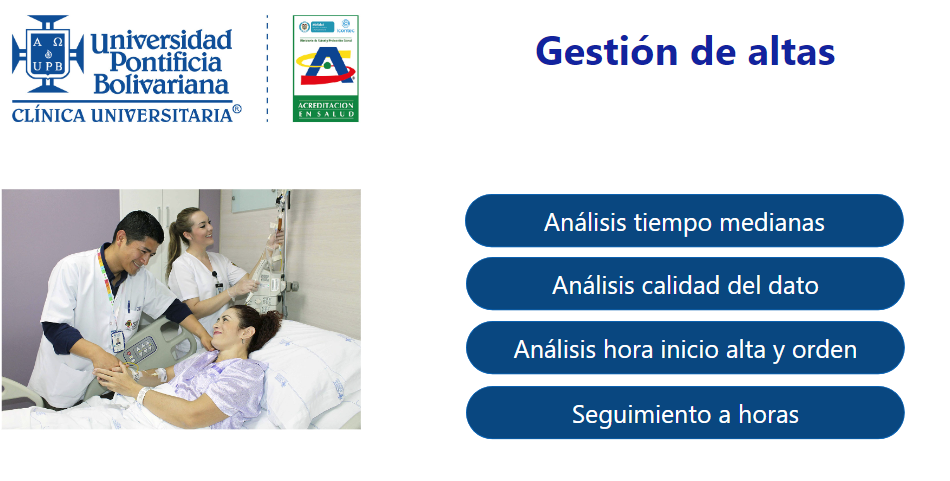 Universidad
Pontificia
Bolivariana
CLÍNICA UNIVERSITARIA®
Α Ω
UPB
ACREDITACIÓN
EN SALUD
Gestión de altas
Análisis tiempo medianas
Análisis calidad del dato
Análisis hora inicio alta y orden
Seguimiento a horas